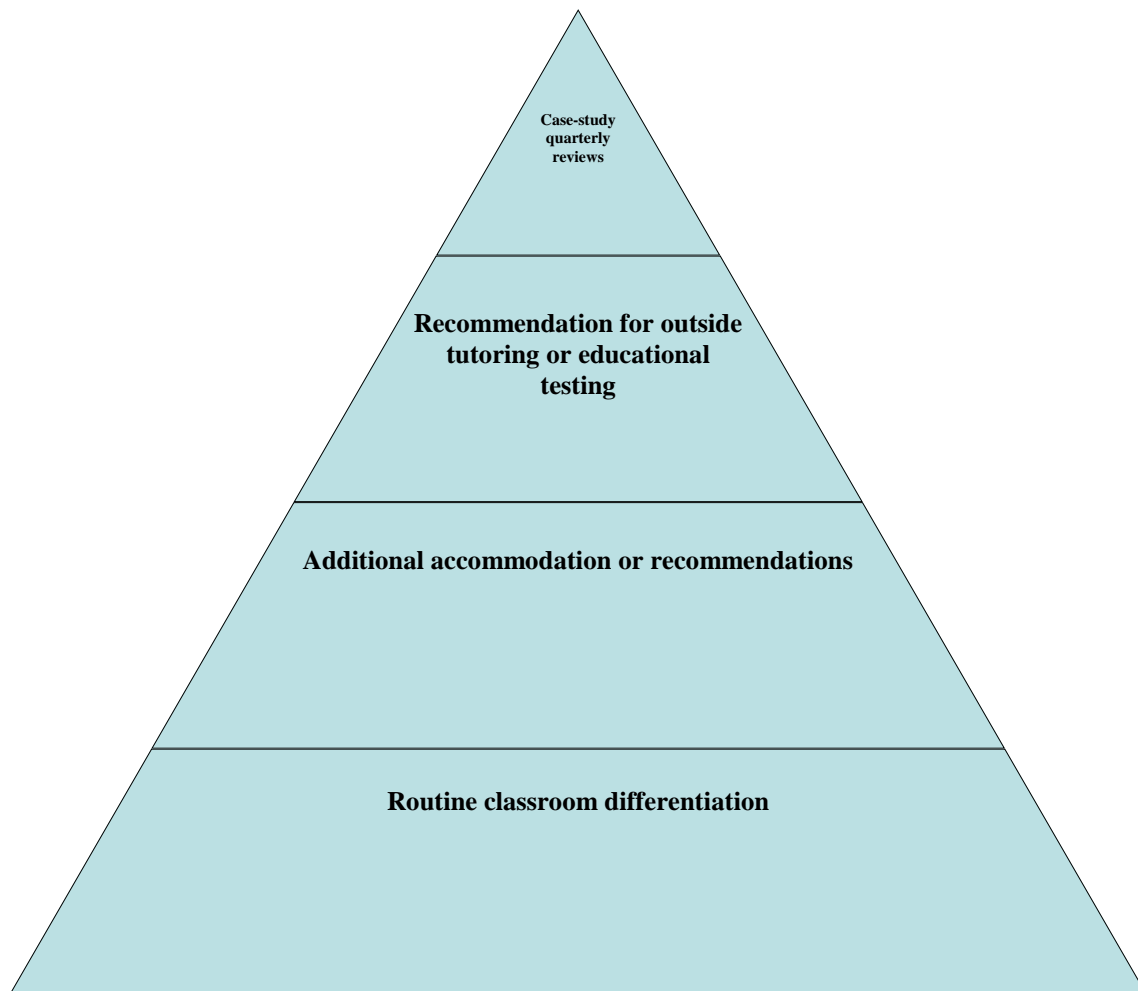 Case-study
quarterly
reviews
Recommendation for outside
tutoring or educational
testing
Additional accommodation or recommendations
Routine classroom differentiation